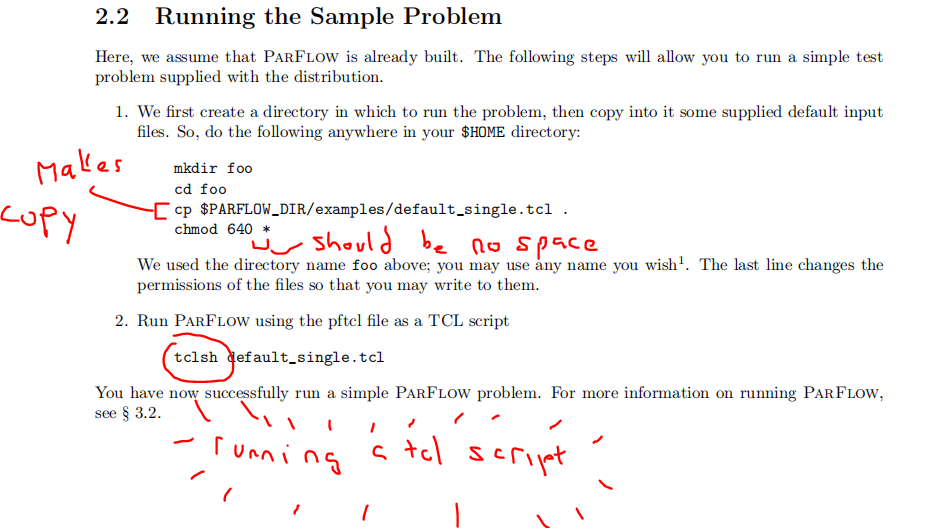 2.2 Running the Sample Problem
Here, we assume that PARFLOW is already built. The following steps will allow you to run a simple test
problem supplied with the distribution.
1. We first create a directory in which to run the problem, then copy into it some supplied default input
files. So, do the following anywhere in your $HOME directory:
Makes
copy
mkdir foo
cd foo
cp $PARFLOW_DIR/examples/default_single.tcl .
chmod 640 *
should be no space
We used the directory name foo above; you may use any name you wish¹. The last line changes the
permissions of the files so that you may write to them.
2. Run PARFLOW using the pftcl file as a TCL script
tclsh default_single.tcl
You have now successfully run a simple PARFLOW problem. For more information on running PARFLOW,
see § 3.2.
running a tcl script